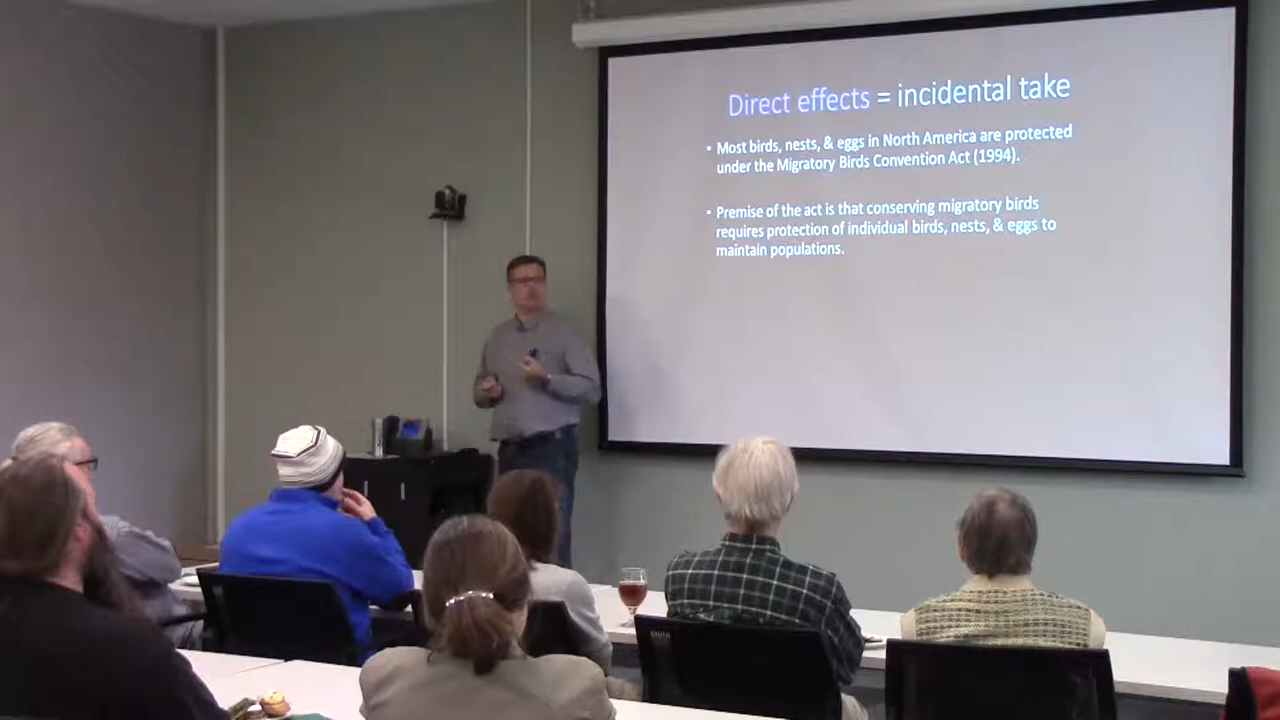 Direct effects = incidental take
• Most birds, nests, & eggs in North America are protected
under the Migratory Birds Convention Act (1994).
• Premise of the act is that conserving migratory birds
requires protection of individual birds, nests, & eggs to
maintain populations.